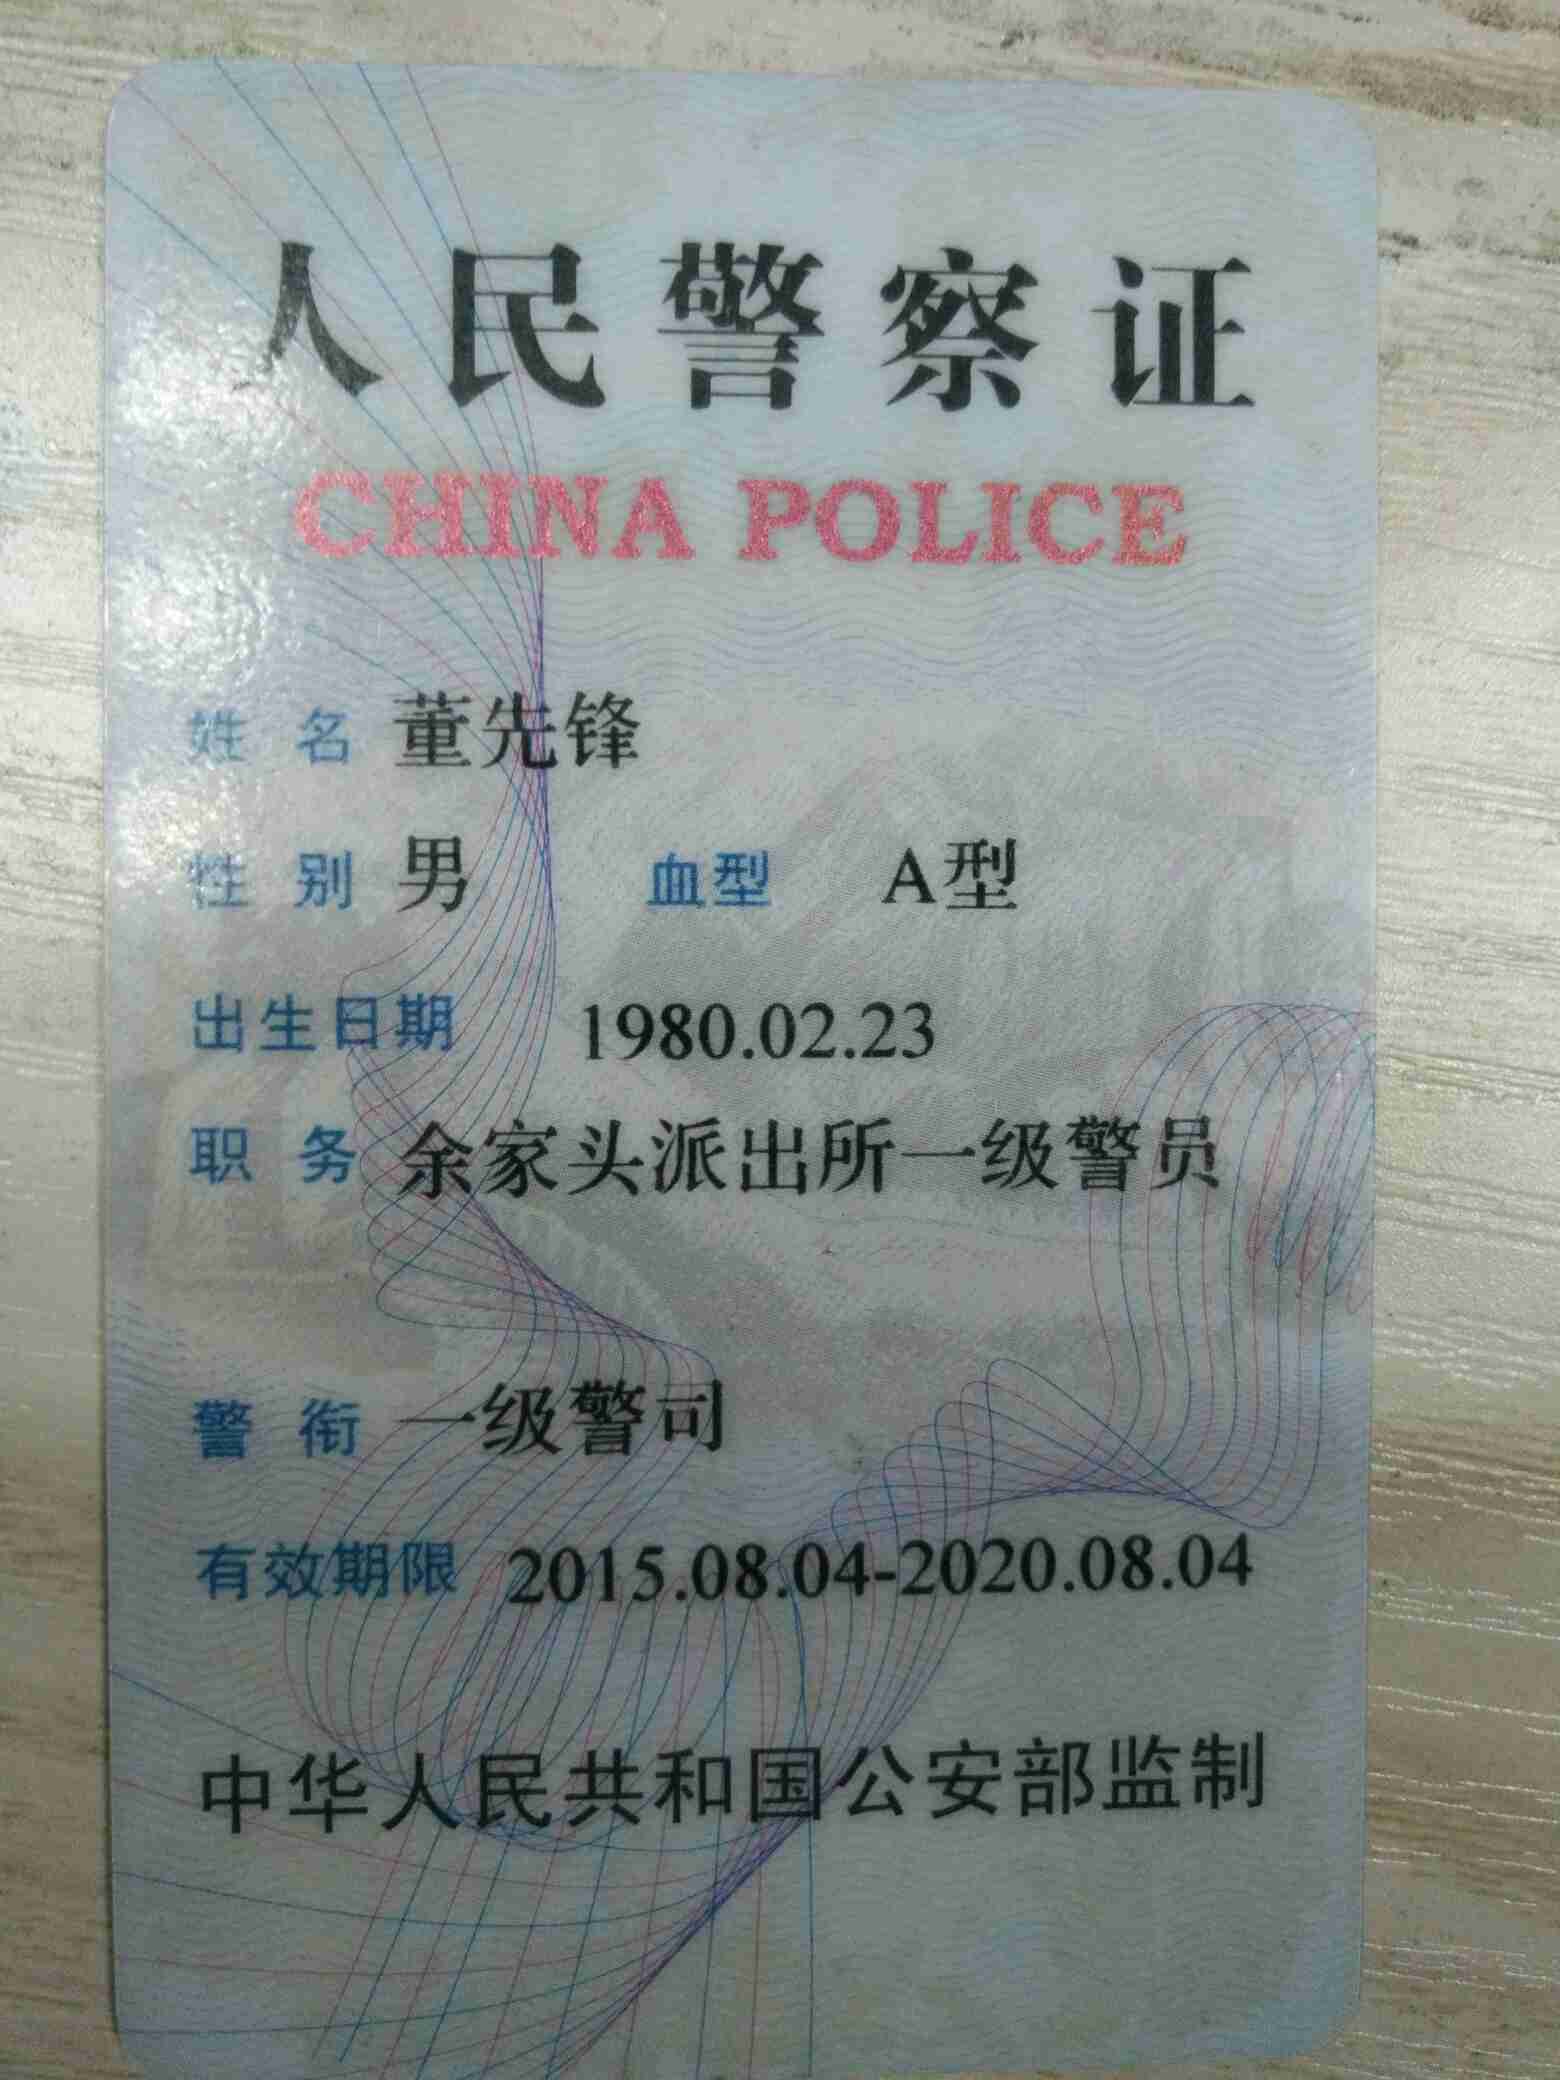 人民警察证
CHINA POLICE
姓名 董先锋
性别 男 血型 A型
出生日期 1980.02.23
职务 余家头派出所一级警员
警衔 一级警司
有效期限 2015.08.04-2020.08.04
中华人民共和国公安部监制